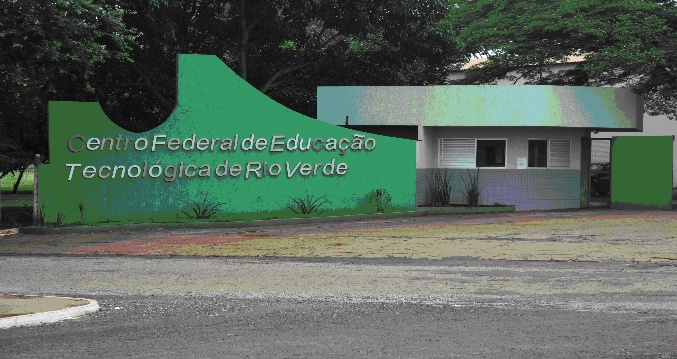 Centro Federal de Educação
Tecnológica de Rio Verde